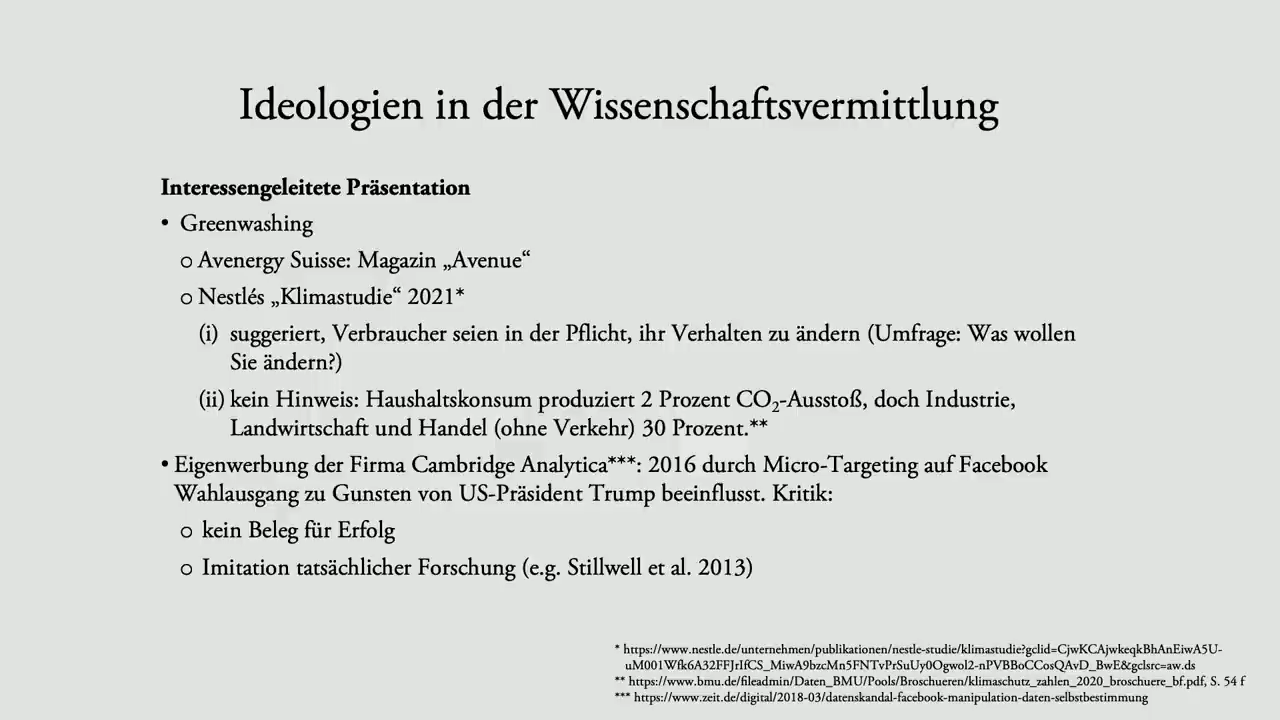 Ideologien in der Wissenschaftsvermittlung
Interessengeleitete Präsentation
• Greenwashing
o Avenergy Suisse: Magazin „Avenue“
o Nestlés „Klimastudie“ 2021*
(i) suggeriert, Verbraucher seien in der Pflicht, ihr Verhalten zu ändern (Umfrage: Was wollen
Sie ändern?)
(ii) kein Hinweis: Haushaltskonsum produziert 2 Prozent CO₂-Ausstoß, doch Industrie,
Landwirtschaft und Handel (ohne Verkehr) 30 Prozent.**
• Eigenwerbung der Firma Cambridge Analytica***: 2016 durch Micro-Targeting auf Facebook
Wahlausgang zu Gunsten von US-Präsident Trump beeinflusst. Kritik:
o kein Beleg für Erfolg
o Imitation tatsächlicher Forschung (e.g. Stillwell et al. 2013)
* https://www.nestle.de/unternehmen/publikationen/nestle-studie/klimastudie?gclid=CjwKCAjwkeqkBhAnEiwA5U-
uM001Wfk6A32FFJrIfCS_MiwA9bzcMn5FNTvPrSuUy0Ogwol2-nPVBBoCCosQAvD_BwE&gclsrc=aw.ds
** https://www.bmu.de/fileadmin/Daten_BMU/Pools/Broschueren/klimaschutz_zahlen_2020_broschuere_bf.pdf, S. 54 f
*** https://www.zeit.de/digital/2018-03/datenskandal-facebook-manipulation-daten-selbstbestimmung